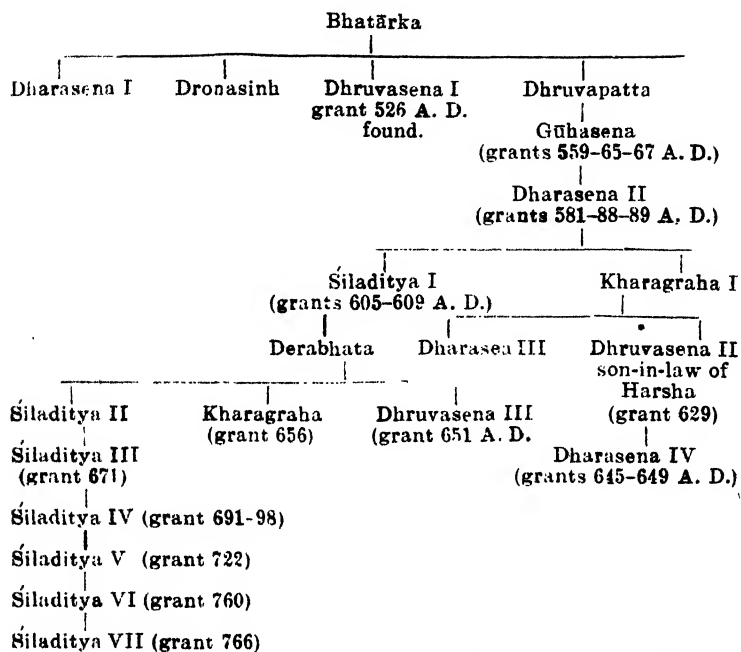 Bhatārka
Dharasena I Dronasinh Dhruvasena I Dhruvapatta
grant 526 A. D.
found.
Gūhasena
(grants 559-65-67 A. D.)
Dharasena II
(grants 581-88-89 A. D.)
Śiladitya I Kharagraha I
(grants 605-609 A. D.)
Derabhata Dharasea III Dhruvasena II
son-in-law of
Harsha
(grant 629)
Śiladitya II Kharagraha Dhruvasena III
(grant 656) (grant 651 A. D.
Śiladitya III Dharasena IV
(grant 671) (grants 645-649 A. D.)
Śiladitya IV (grant 691-98)
Śiladitya V (grant 722)
Śiladitya VI (grant 760)
Śiladitya VII (grant 766)